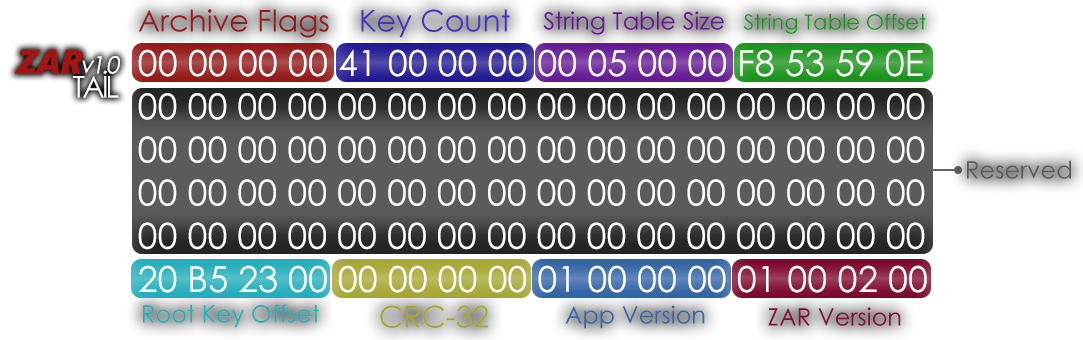 Archive Flags Key Count String Table Size String Table Offset
ZAR v1.0 00 00 00 00 41 00 00 00 00 05 00 00 F8 53 59 0E
TAIL
00 00 00 00 00 00 00 00 00 00 00 00 00 00 00 00
00 00 00 00 00 00 00 00 00 00 00 00 00 00 00 00
Reserved
00 00 00 00 00 00 00 00 00 00 00 00 00 00 00 00
00 00 00 00 00 00 00 00 00 00 00 00 00 00 00 00
20 B5 23 00 00 00 00 00 01 00 00 00 01 00 02 00
Root Key Offset CRC-32 App Version ZAR Version